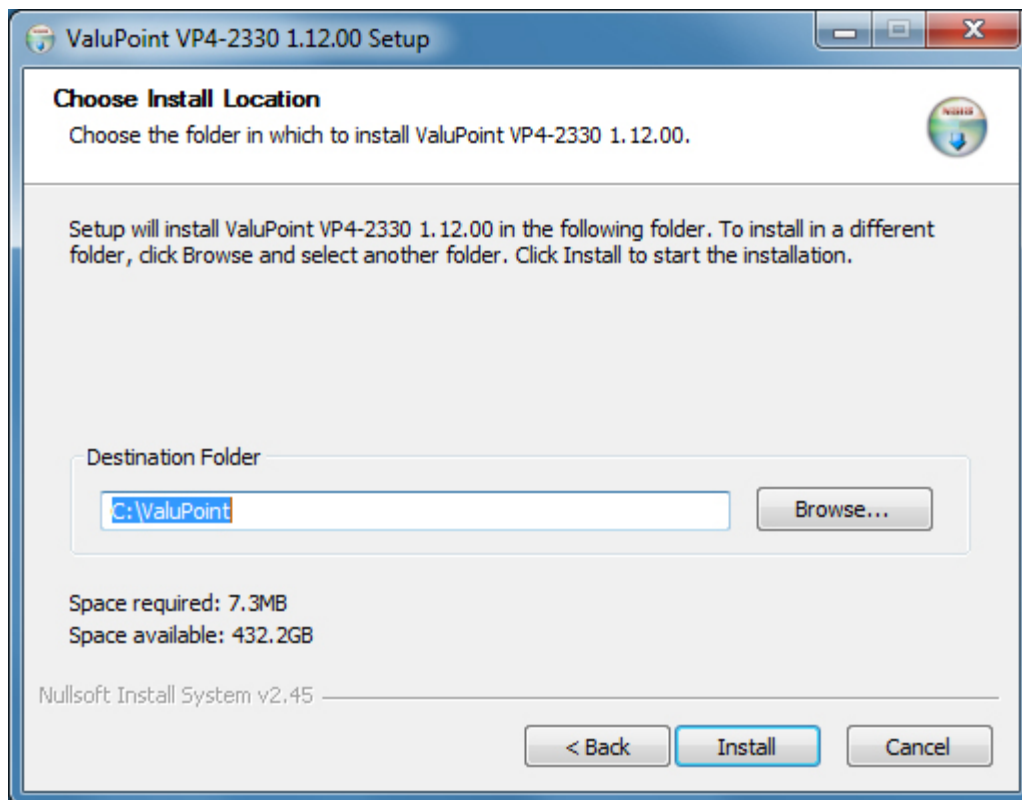 ValuPoint VP4-2330 1.12.00 Setup
Choose Install Location
Choose the folder in which to install ValuPoint VP4-2330 1.12.00.
Setup will install ValuPoint VP4-2330 1.12.00 in the following folder. To install in a different
folder, click Browse and select another folder. Click Install to start the installation.
Destination Folder
C:\ValuPoint
Browse...
Space required: 7.3MB
Space available: 432.2GB
Nullsoft Install System v2.45
< Back
Install
Cancel